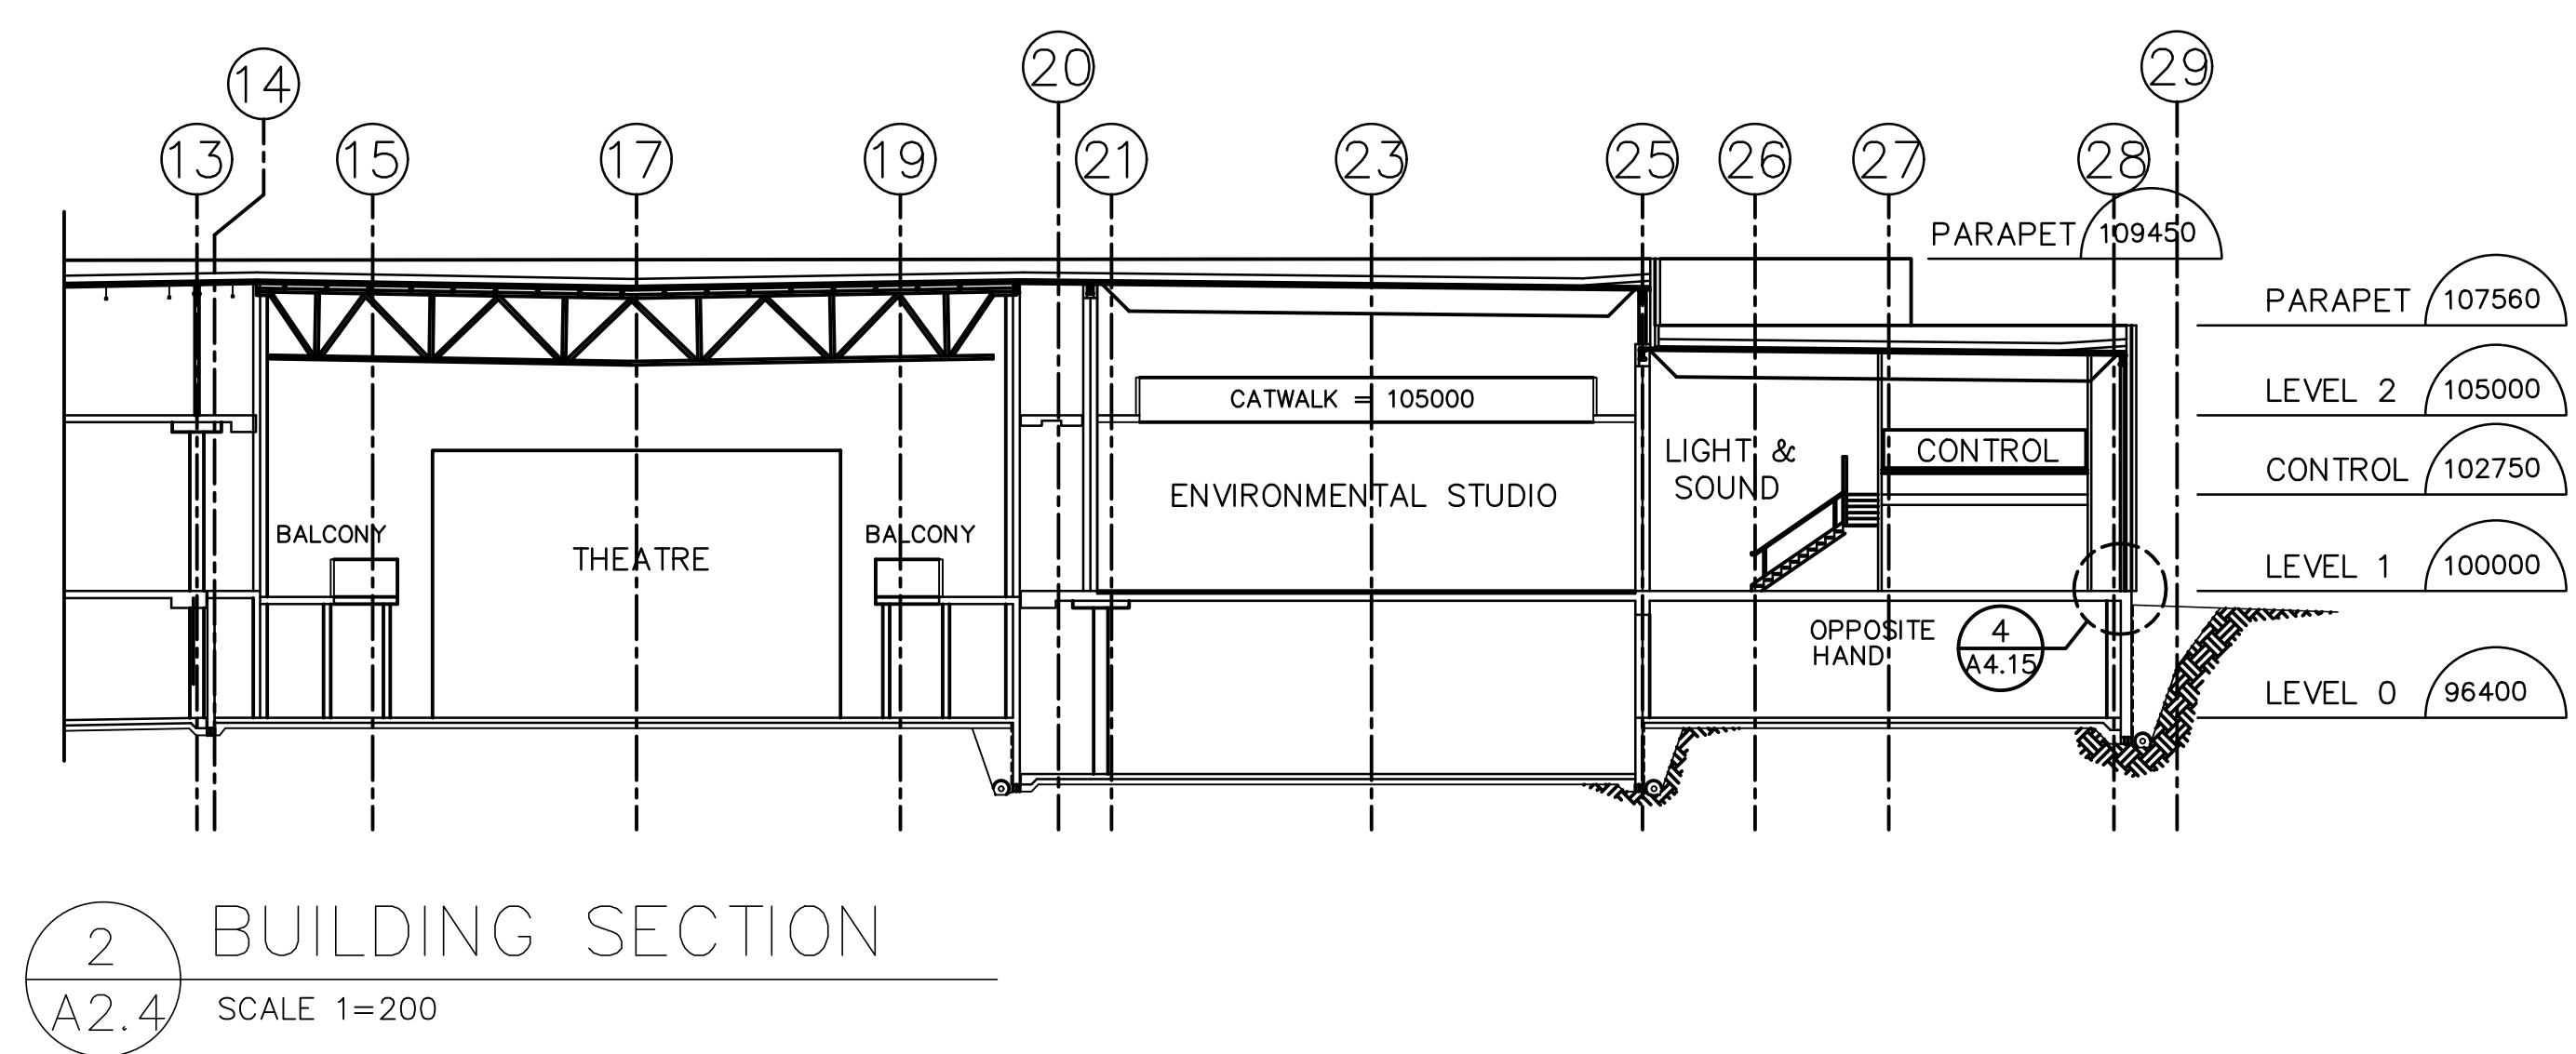 20
29
14
13
15
17
19
21
23
25
26
27
28
PARAPET 109450
PARAPET 107560
LEVEL 2 105000
CATWALK = 105000
LIGHT &
SOUND
CONTROL
CONTROL 102750
ENVIRONMENTAL STUDIO
BALCONY
BALCONY
THEATRE
LEVEL 1 100000
OPPOSITE
HAND
4
A4.15
LEVEL 0 96400
2
A2.4
BUILDING SECTION
SCALE 1=200